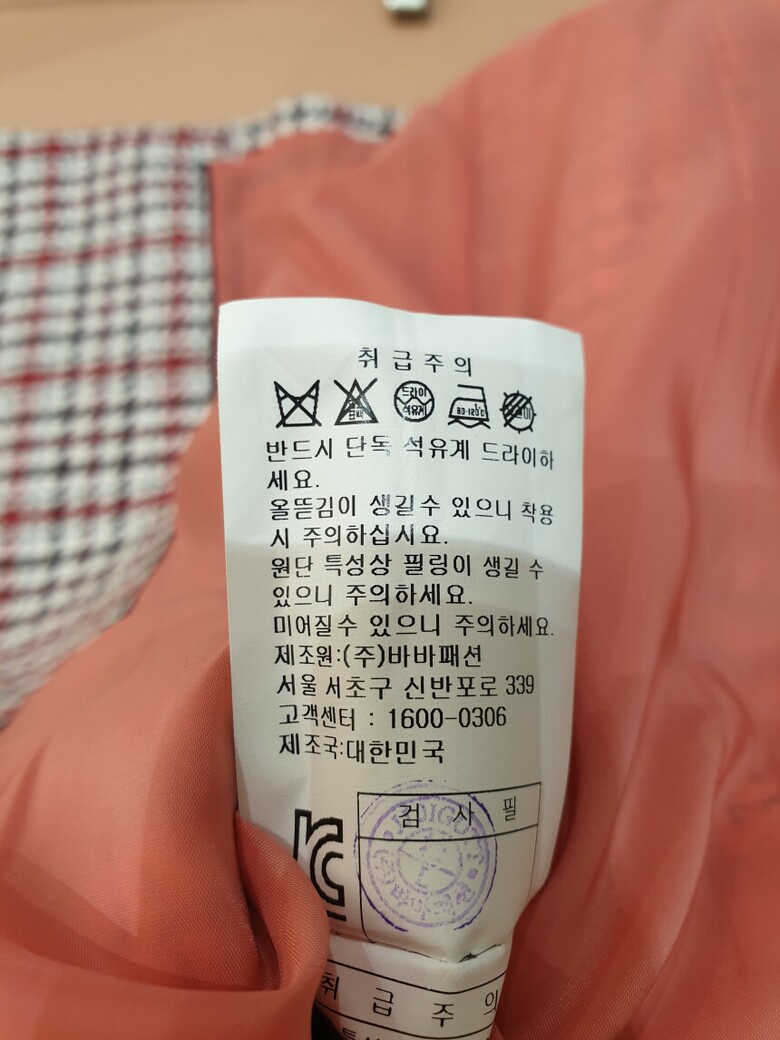 취급주의
표백
드라이
석유계
80-120℃
반드시 단독 석유계 드라이하
세요.
올뜯김이 생길수 있으니 착용
시 주의하십시요.
원단 특성상 필링이 생길 수
있으니 주의하세요.
미어질수 있으니 주의하세요.
제조원:(주)바바패션
서울 서초구 신반포로 339
고객센터 : 1600-0306
제조국:대한민국
검 사 필
취 급 주 의